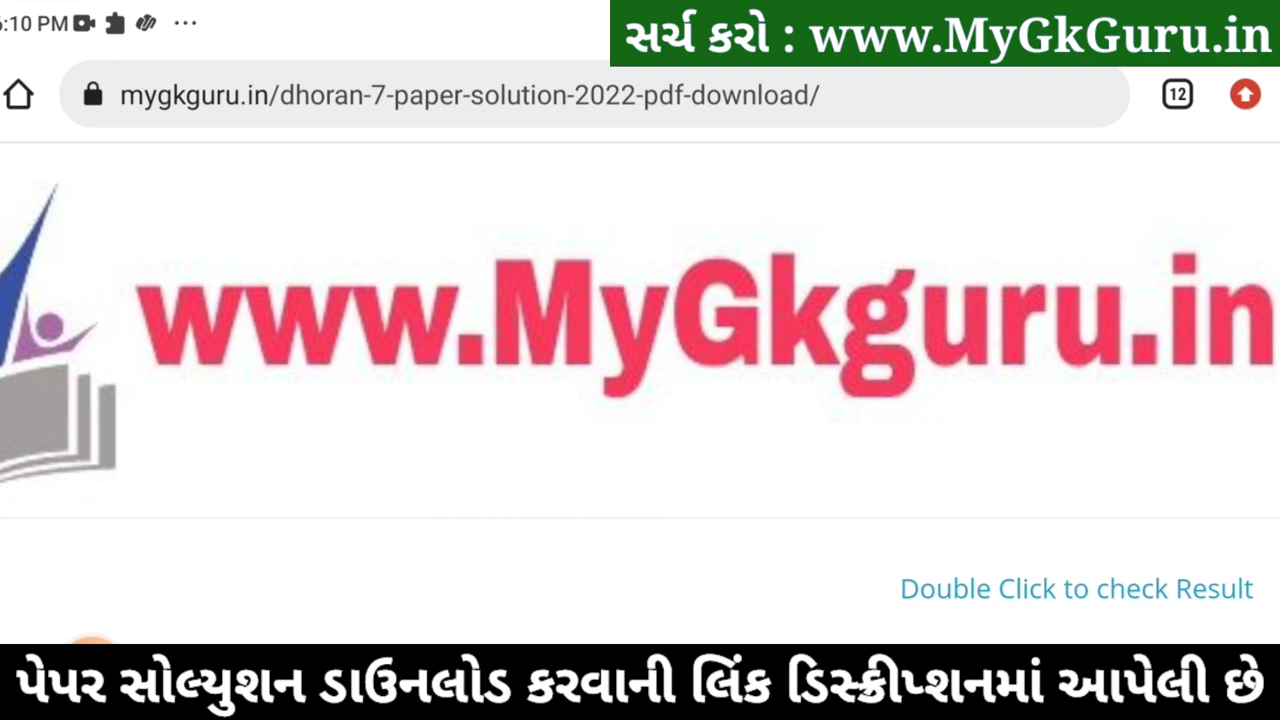 6:10 PM
સર્ચ કરો : www.MyGkGuru.in
mygkguru.in/dhoran-7-paper-solution-2022-pdf-download/
12
www.MyGkguru.in
Double Click to check Result
પેપર સોલ્યુશન ડાઉનલોડ કરવાની લિંક ડિસ્ક્રીપ્શનમાં આપેલી છે